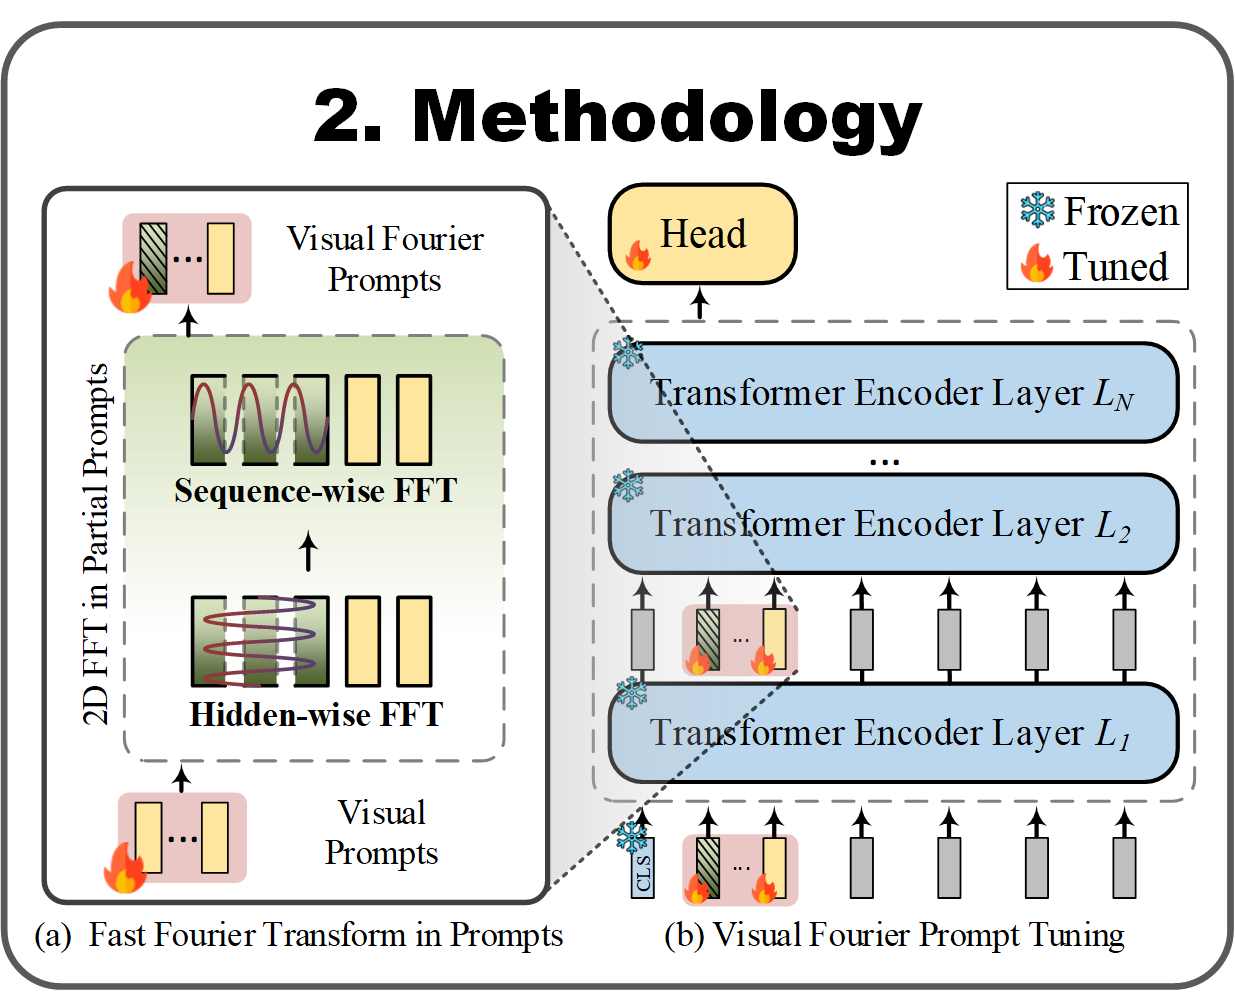 2. Methodology
Visual Fourier
Prompts
2D FFT in Partial Prompts
Sequence-wise FFT
Hidden-wise FFT
Visual
Prompts
(a) Fast Fourier Transform in Prompts
Head
Frozen
Tuned
Transformer Encoder Layer L_N
...
Transformer Encoder Layer L_2
...
Transformer Encoder Layer L_1
CLS
...
(b) Visual Fourier Prompt Tuning